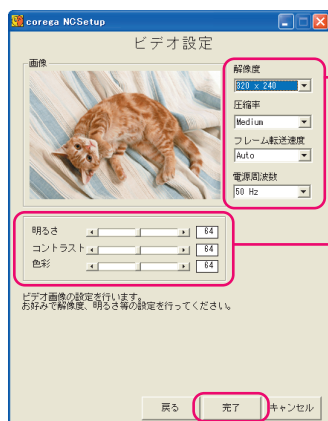 corega NCSetup
ビデオ設定
画像
解像度
320 x 240
圧縮率
Medium
フレーム転送速度
Auto
電源周波数
50 Hz
明るさ 64
コントラスト 64
色彩 64
ビデオ画像の設定を行います。
お好みで解像度、明るさ等の設定を行ってください。
戻る 完了 キャンセル